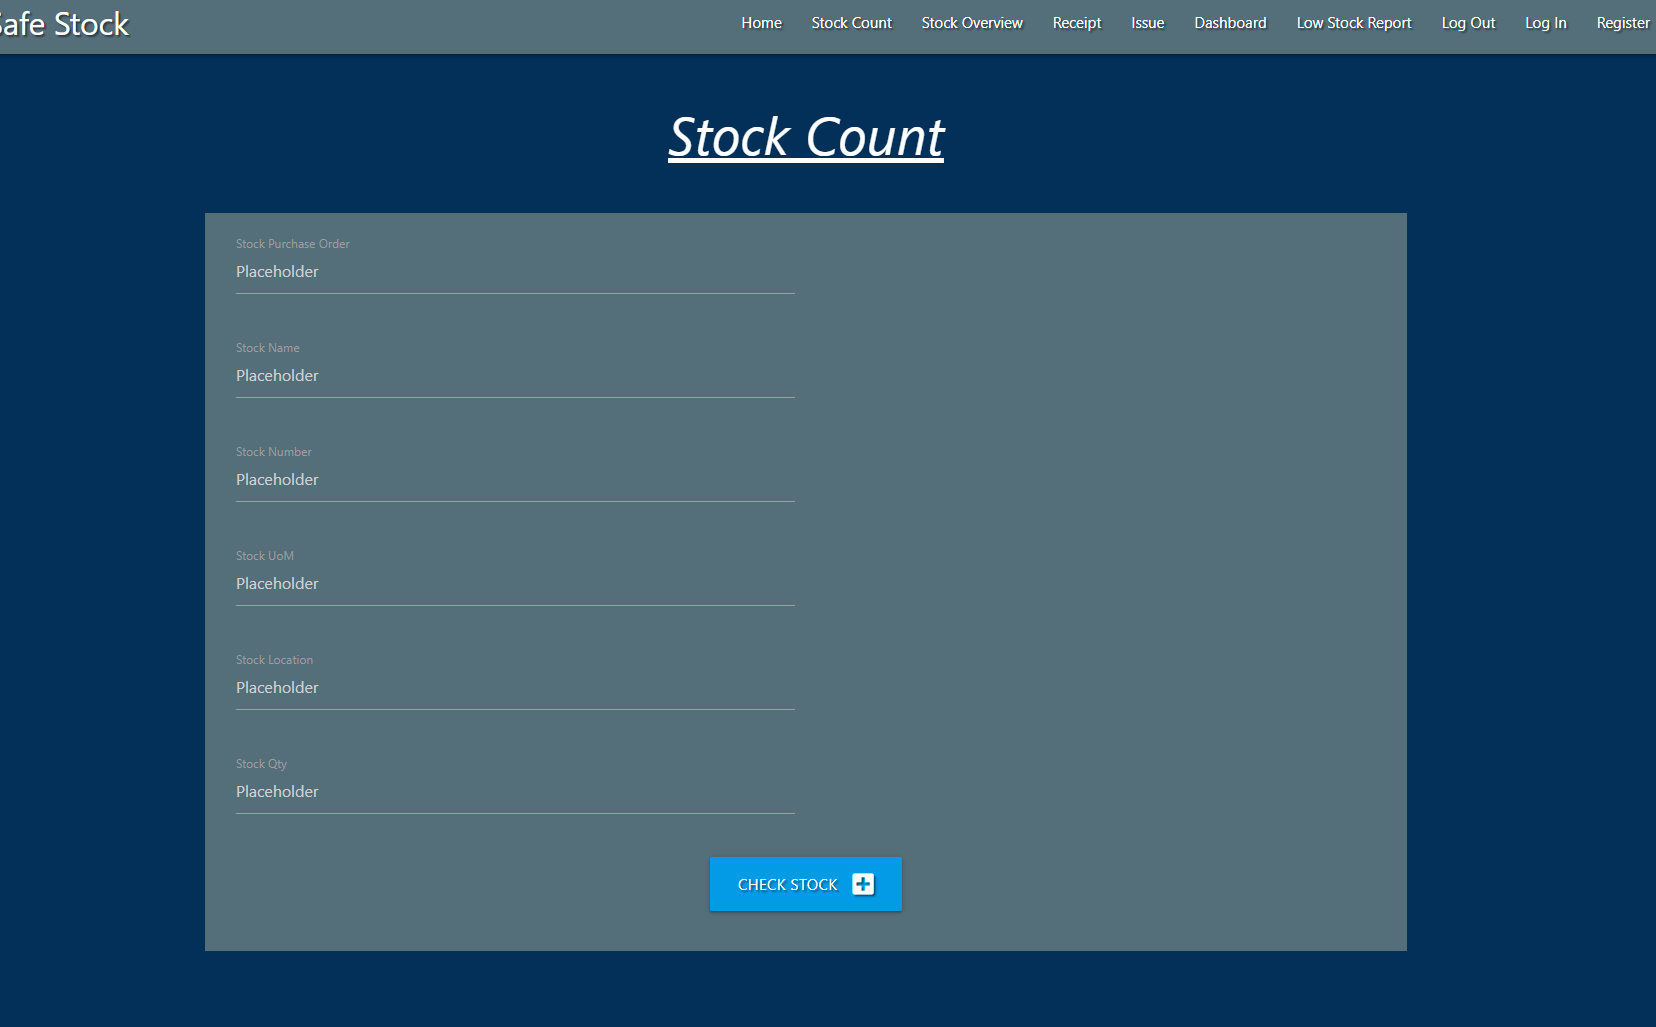 Safe Stock
Home Stock Count Stock Overview Receipt Issue Dashboard Low Stock Report Log Out Log In Register
Stock Count
Stock Purchase Order
Placeholder
Stock Name
Placeholder
Stock Number
Placeholder
Stock UoM
Placeholder
Stock Location
Placeholder
Stock Qty
Placeholder
CHECK STOCK